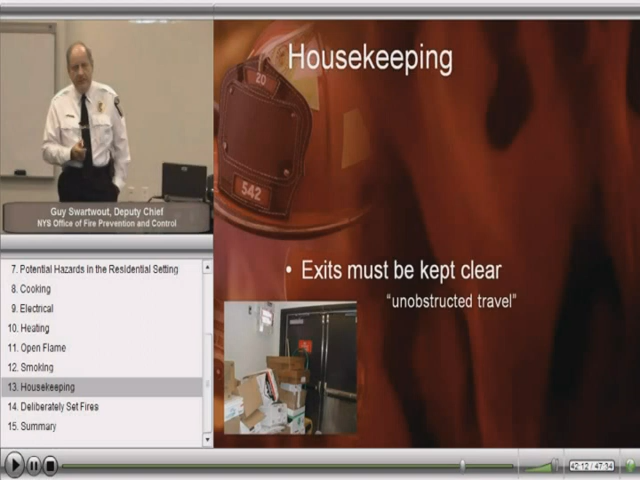 Housekeeping
20
542
Guy Swartwout, Deputy Chief
NYS Office of Fire Prevention and Control
• Exits must be kept clear
"unobstructed travel"
7. Potential Hazards in the Residential Setting
8. Cooking
9. Electrical
10. Heating
11. Open Flame
12. Smoking
13. Housekeeping
14. Deliberately Set Fires
15. Summary
42:12 / 47:34
?